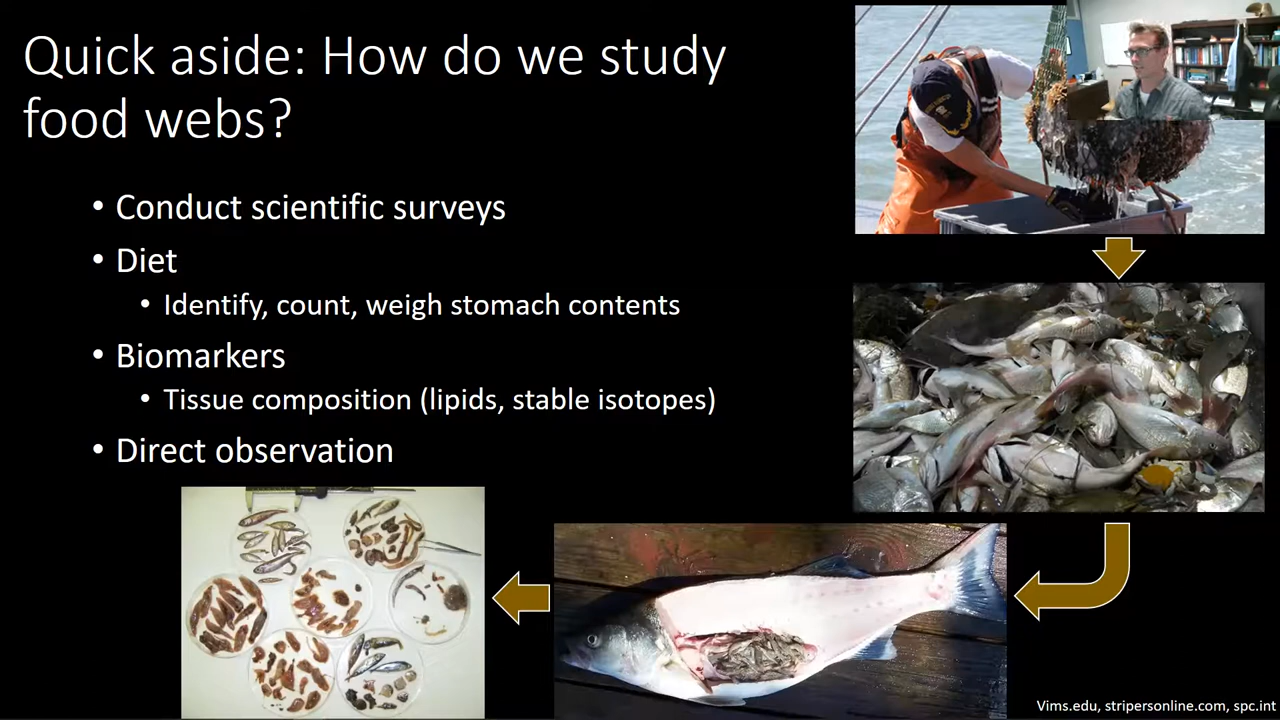 Quick aside: How do we study
food webs?
• Conduct scientific surveys
• Diet
• Identify, count, weigh stomach contents
• Biomarkers
• Tissue composition (lipids, stable isotopes)
• Direct observation
Vims.edu, stripersonline.com, spc.int